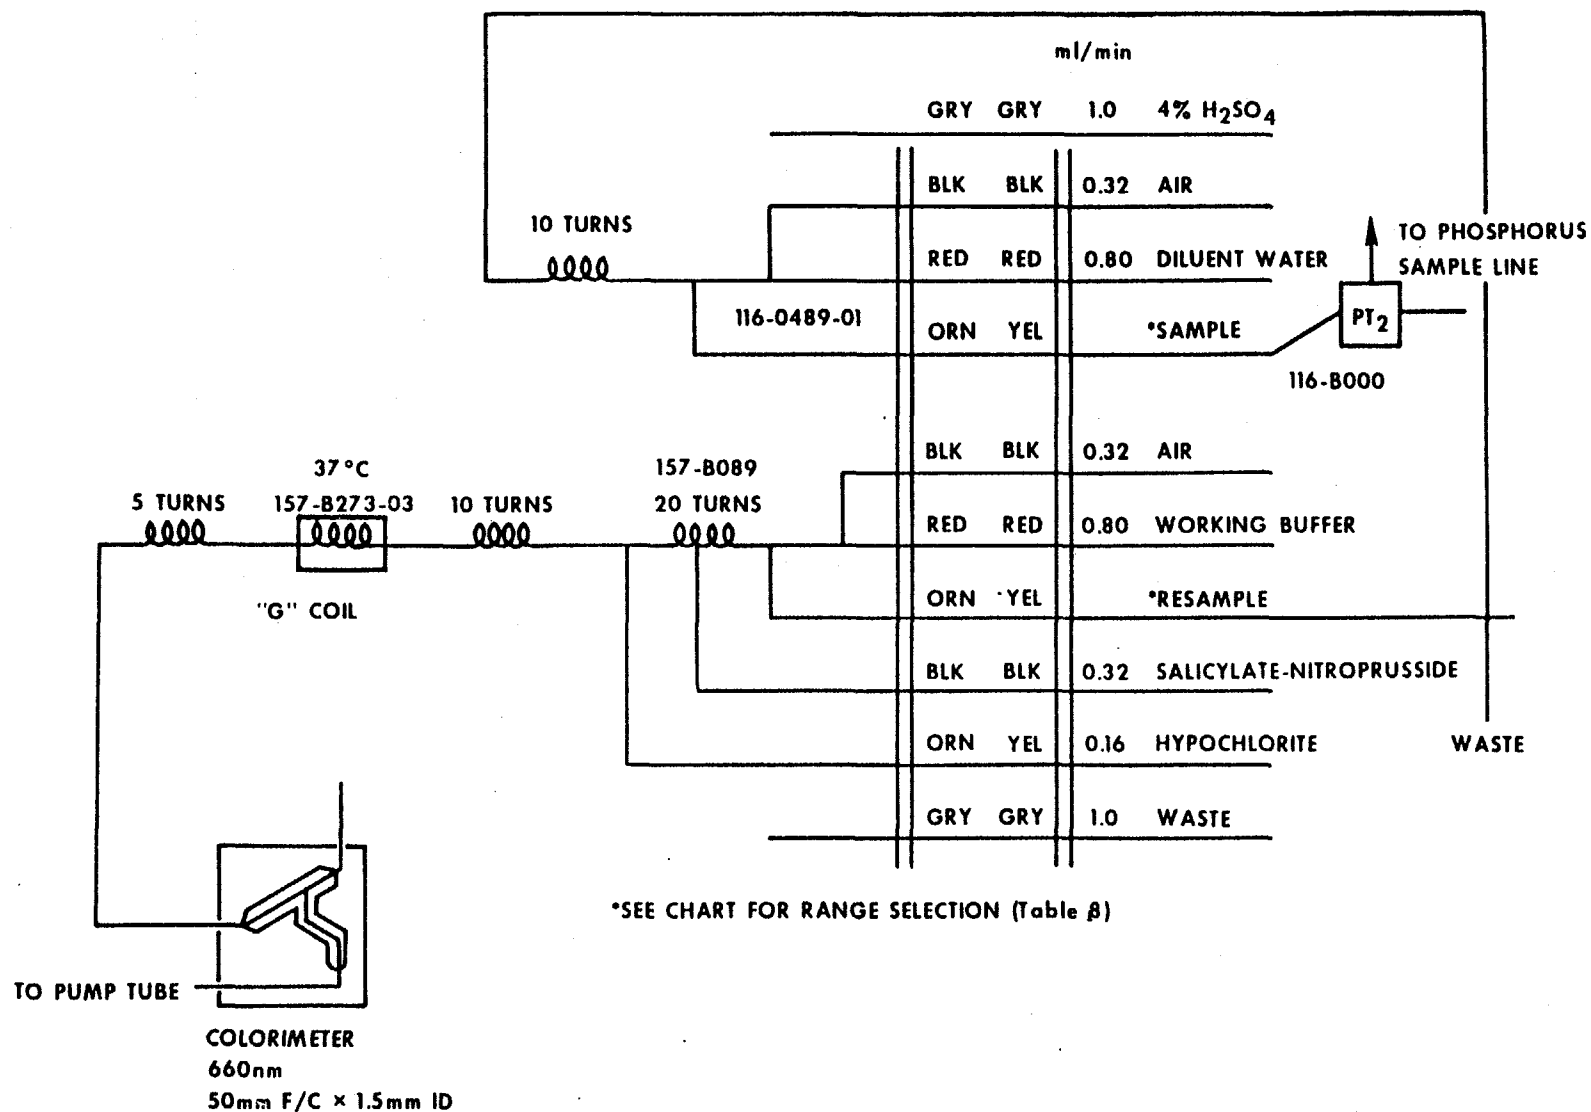 ml/min
GRY GRY 1.0 4% H2SO4
BLK BLK 0.32 AIR
10 TURNS
TO PHOSPHORUS
SAMPLE LINE
RED RED 0.80 DILUENT WATER
116-0489-01
ORN YEL *SAMPLE
PT2
116-B000
BLK BLK 0.32 AIR
37°C
157-B273-03
157-B089
20 TURNS
5 TURNS
10 TURNS
RED RED 0.80 WORKING BUFFER
"G" COIL
ORN YEL *RESAMPLE
BLK BLK 0.32 SALICYLATE-NITROPRUSSIDE
ORN YEL 0.16 HYPOCHLORITE
WASTE
GRY GRY 1.0 WASTE
*SEE CHART FOR RANGE SELECTION (Table 8)
TO PUMP TUBE
COLORIMETER
660nm
50mm F/C × 1.5mm ID